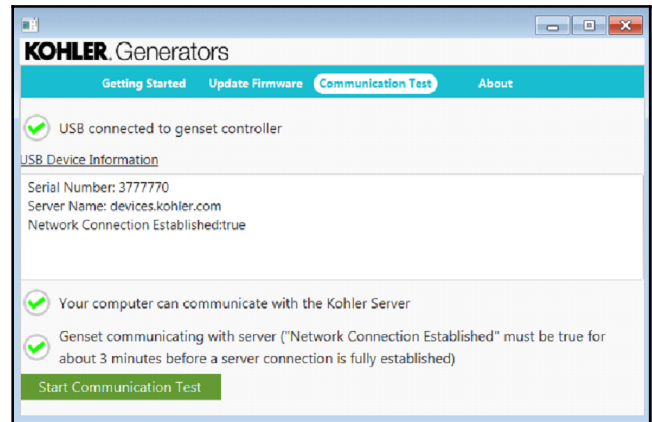 KOHLER. Generators
Getting Started Update Firmware Communication Test About
USB connected to genset controller
USB Device Information
Serial Number: 3777770
Server Name: devices.kohler.com
Network Connection Established:true
Your computer can communicate with the Kohler Server
Genset communicating with server ("Network Connection Established" must be true for
about 3 minutes before a server connection is fully established)
Start Communication Test